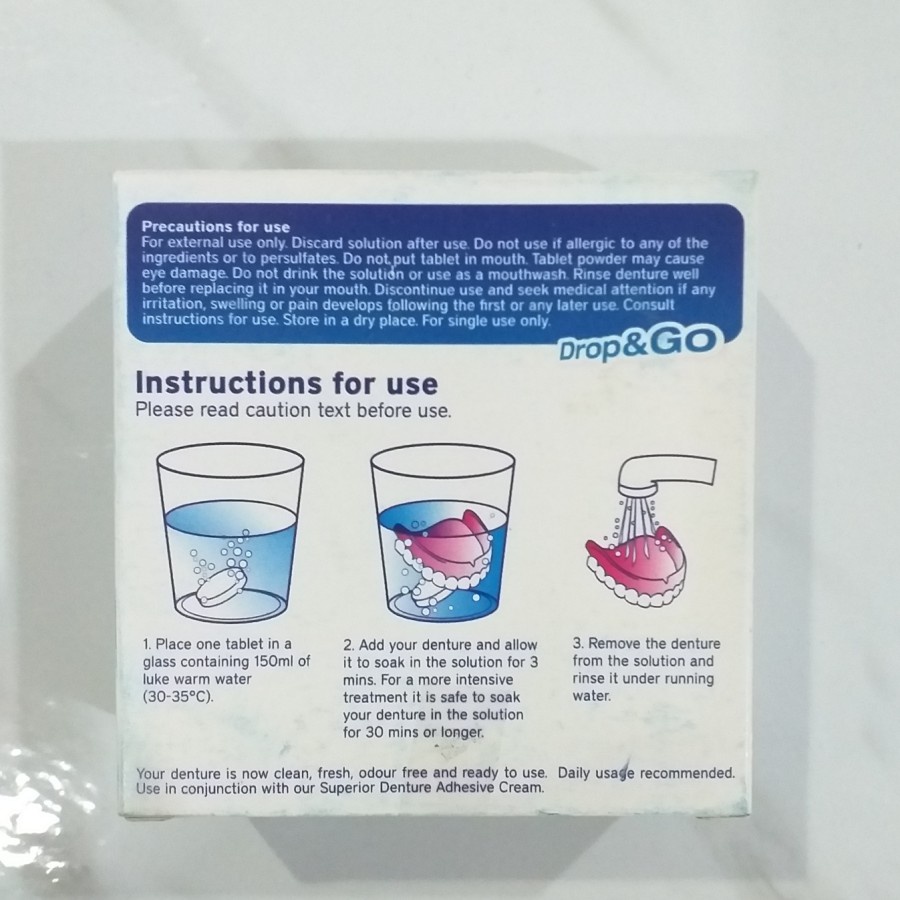 Precautions for use
For external use only. Discard solution after use. Do not use if allergic to any of the
ingredients or to persulfates. Do not put tablet in mouth. Tablet powder may cause
eye damage. Do not drink the solution or use as a mouthwash. Rinse denture well
before replacing it in your mouth. Discontinue use and seek medical attention if any
irritation, swelling or pain develops following the first or any later use. Consult
instructions for use. Store in a dry place. For single use only.
Drop&GO
Instructions for use
Please read caution text before use.
1. Place one tablet in a
glass containing 150ml of
luke warm water
(30-35°C).
2. Add your denture and allow
it to soak in the solution for 3
mins. For a more intensive
treatment it is safe to soak
your denture in the solution
for 30 mins or longer.
3. Remove the denture
from the solution and
rinse it under running
water.
Your denture is now clean, fresh, odour free and ready to use. Daily usage recommended.
Use in conjunction with our Superior Denture Adhesive Cream.